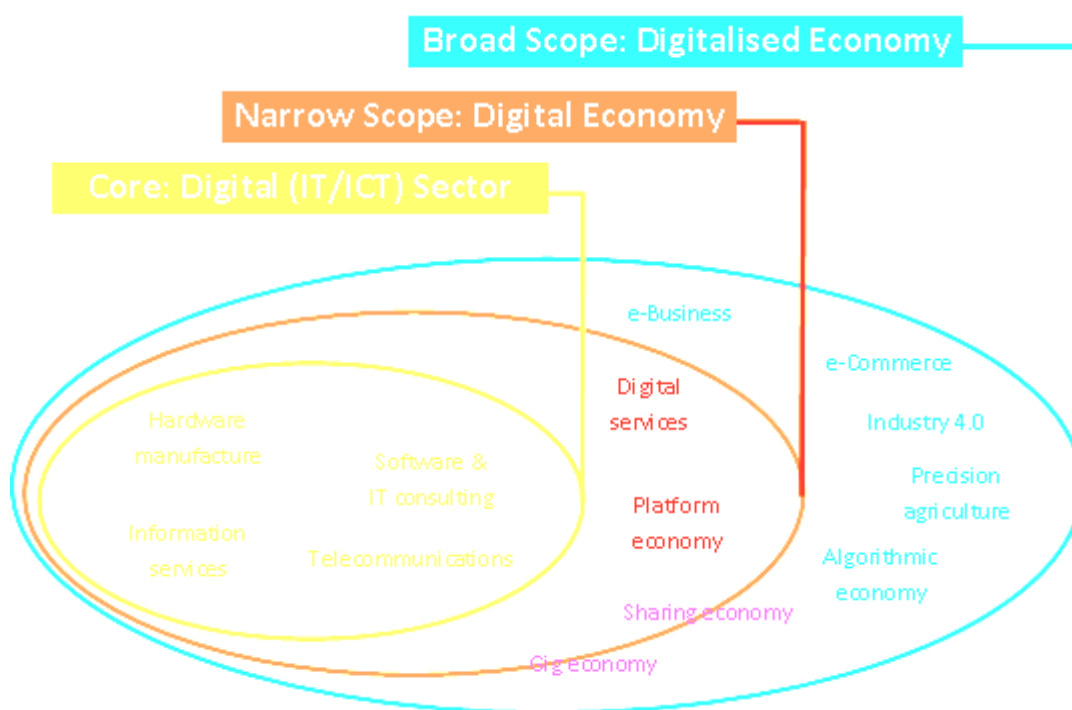 Broad Scope: Digitalised Economy
Narrow Scope: Digital Economy
Core: Digital (IT/ICT) Sector
e-Business
e-Commerce
Digital
services
Hardware
manufacture
Industry 4.0
Software &
IT consulting
Precision
agriculture
Platform
economy
Information
services
Telecommunications
Algorithmic
economy
Sharing economy
Gig economy